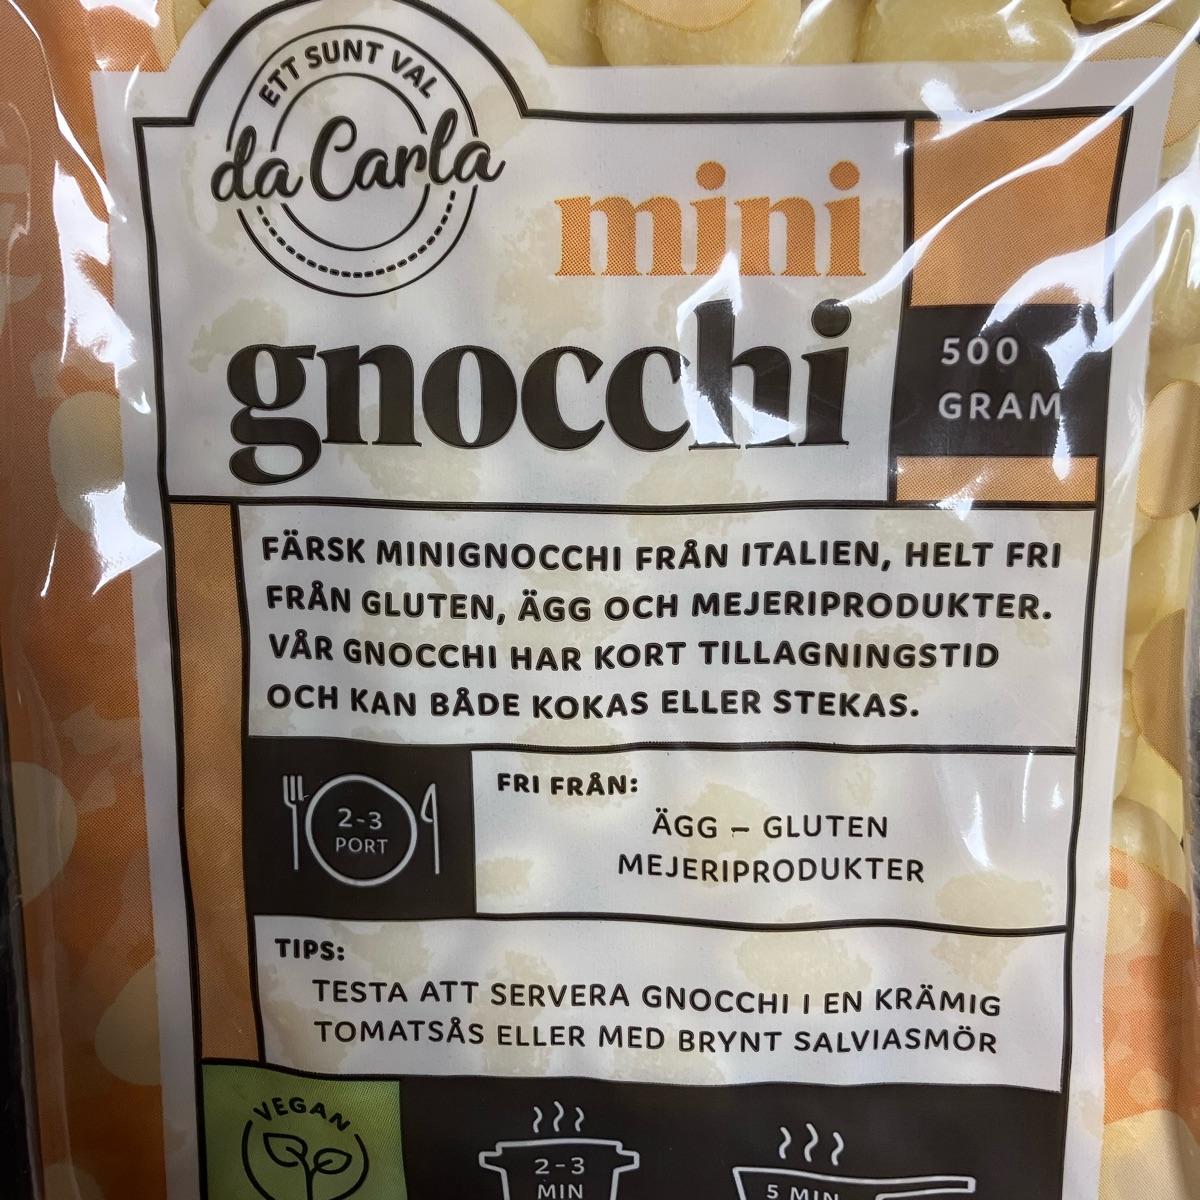 ETT SUNT VAL
da Carla
mini
gnocchi
500
GRAM
FÄRSK MINIGNOCCHI FRÅN ITALIEN, HELT FRI
FRÅN GLUTEN, ÄGG OCH MEJERIPRODUKTER.
VÅR GNOCCHI HAR KORT TILLAGNINGSTID
OCH KAN BÅDE KOKAS ELLER STEKAS.
2-3
PORT
FRI FRÅN:
ÄGG – GLUTEN
MEJERIPRODUKTER
TIPS:
TESTA ATT SERVERA GNOCCHI I EN KRÄMIG
TOMATSÅS ELLER MED BRYNT SALVIASMÖR
VEGAN
2-3
MIN
5 MIN